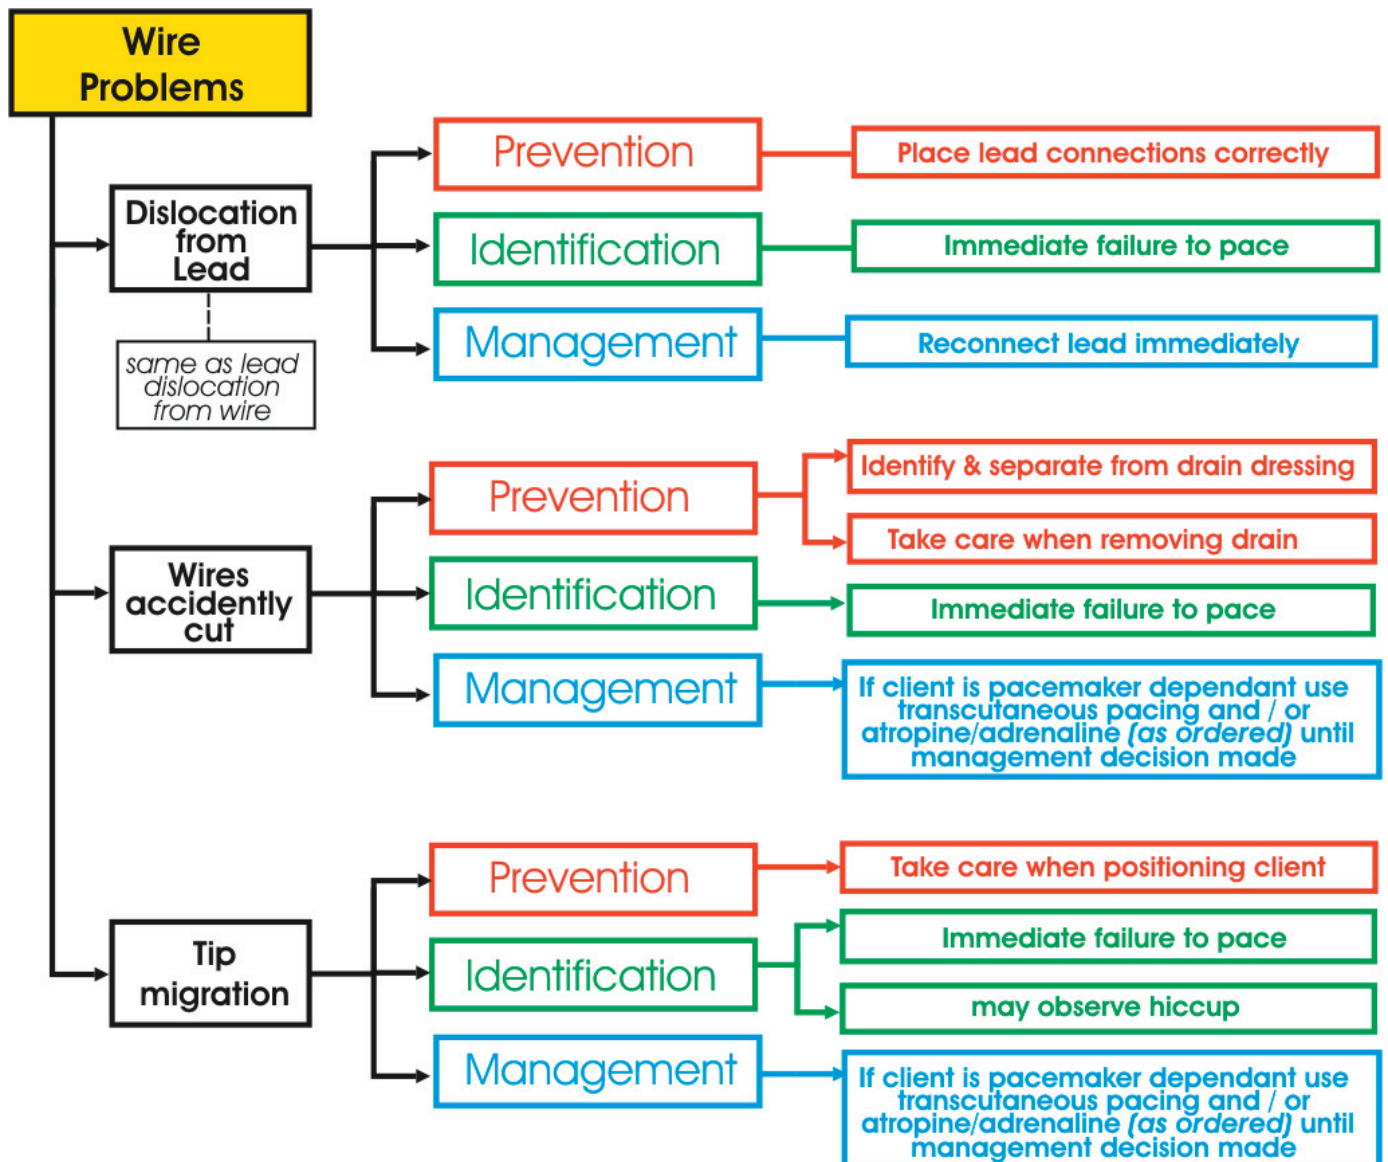 Wire
Problems
Dislocation
from
Lead
same as lead
dislocation
from wire
Prevention
Place lead connections correctly
Identification
Immediate failure to pace
Management
Reconnect lead immediately
Wires
accidently
cut
Prevention
Identify & separate from drain dressing
Take care when removing drain
Identification
Immediate failure to pace
Management
If client is pacemaker dependant use
transcutaneous pacing and / or
atropine/adrenaline (as ordered) until
management decision made
Tip
migration
Prevention
Take care when positioning client
Identification
Immediate failure to pace
may observe hiccup
Management
If client is pacemaker dependant use
transcutaneous pacing and / or
atropine/adrenaline (as ordered) until
management decision made